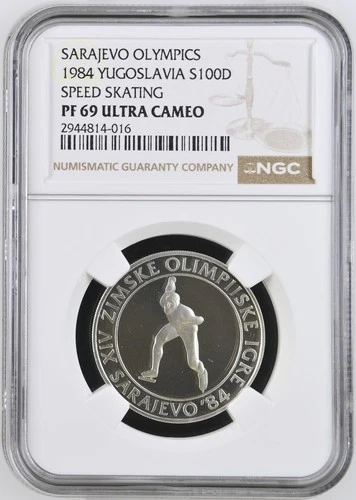 SARAJEVO OLYMPICS
1984 YUGOSLAVIA S100D
SPEED SKATING
PF 69 ULTRA CAMEO
2944814-016
NUMISMATIC GUARANTY COMPANY NGC
XIV ZIMSKE OLIMPIJSKE IGRE
SARAJEVO '84